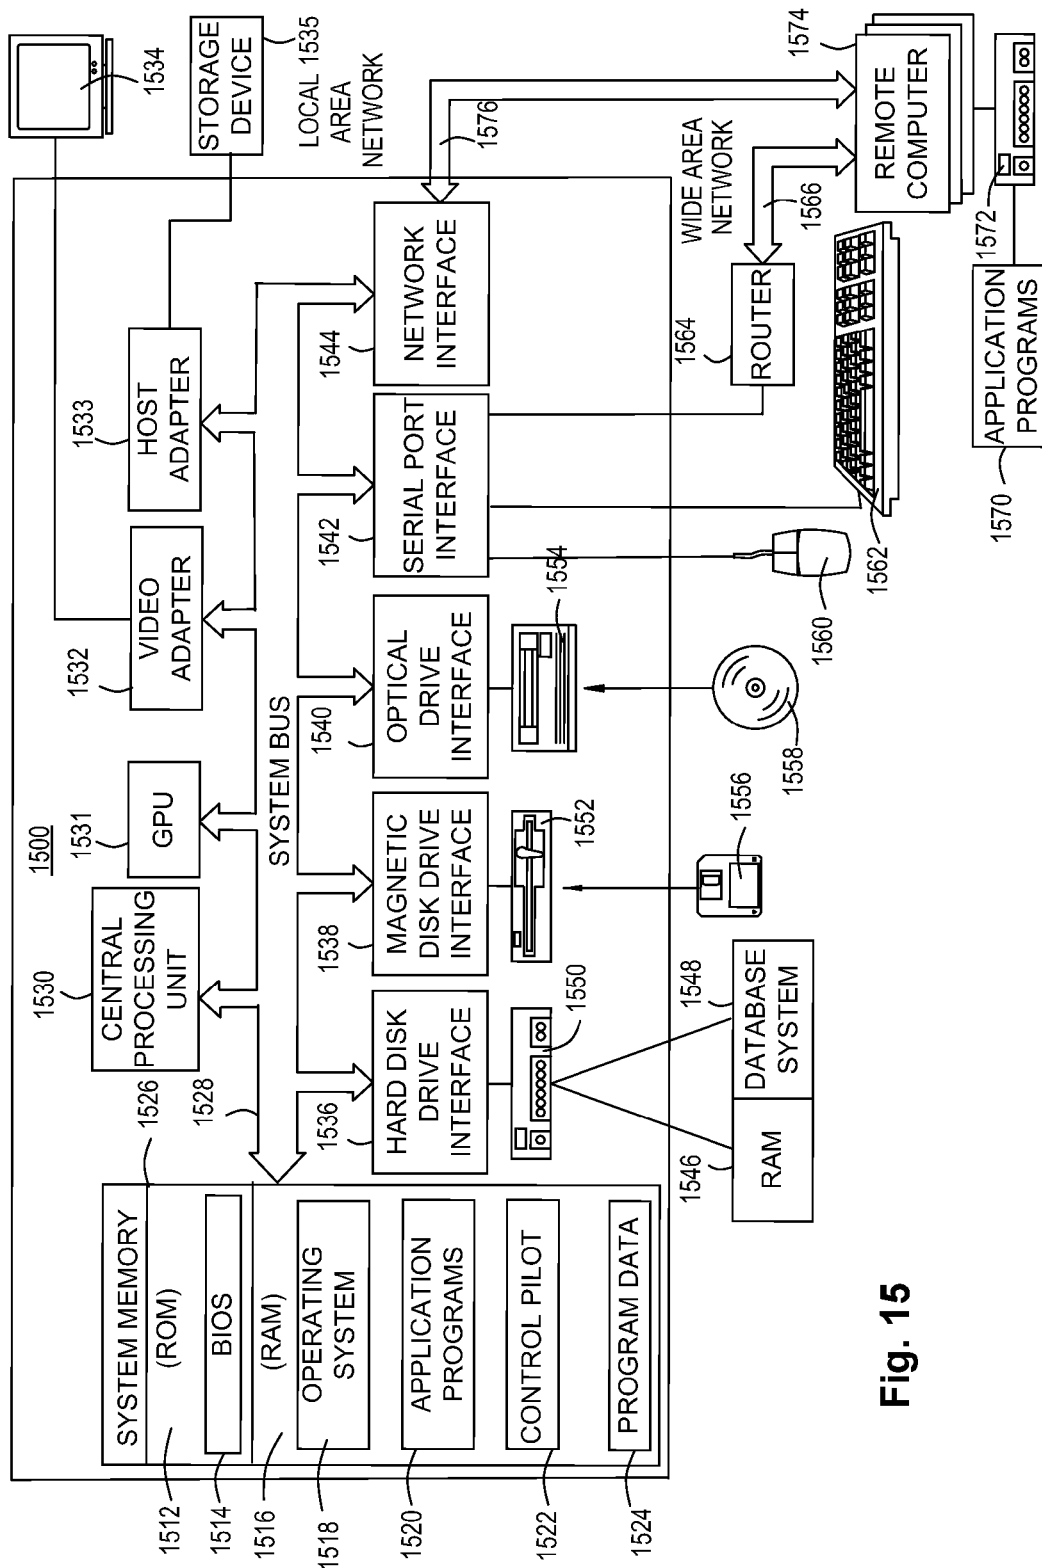 1500
SYSTEM MEMORY
(ROM)
BIOS
(RAM)
OPERATING
SYSTEM
APPLICATION
PROGRAMS
CONTROL PILOT
PROGRAM DATA
1512
1514
1516
1518
1520
1522
1524
1526
1528
CENTRAL
PROCESSING
UNIT
1530
GPU
1531
VIDEO
ADAPTER
1532
HOST
ADAPTER
1533
1534
STORAGE
DEVICE
1535
SYSTEM BUS
HARD DISK
DRIVE
INTERFACE
1536
MAGNETIC
DISK DRIVE
INTERFACE
1538
OPTICAL
DRIVE
INTERFACE
1540
SERIAL PORT
INTERFACE
1542
NETWORK
INTERFACE
1544
LOCAL
AREA
NETWORK
1576
1550
1552
1554
RAM
1546
DATABASE
SYSTEM
1548
1556
1558
1560
1562
ROUTER
1564
WIDE AREA
NETWORK
1566
REMOTE
COMPUTER
1574
1572
APPLICATION
PROGRAMS
1570
Fig. 15